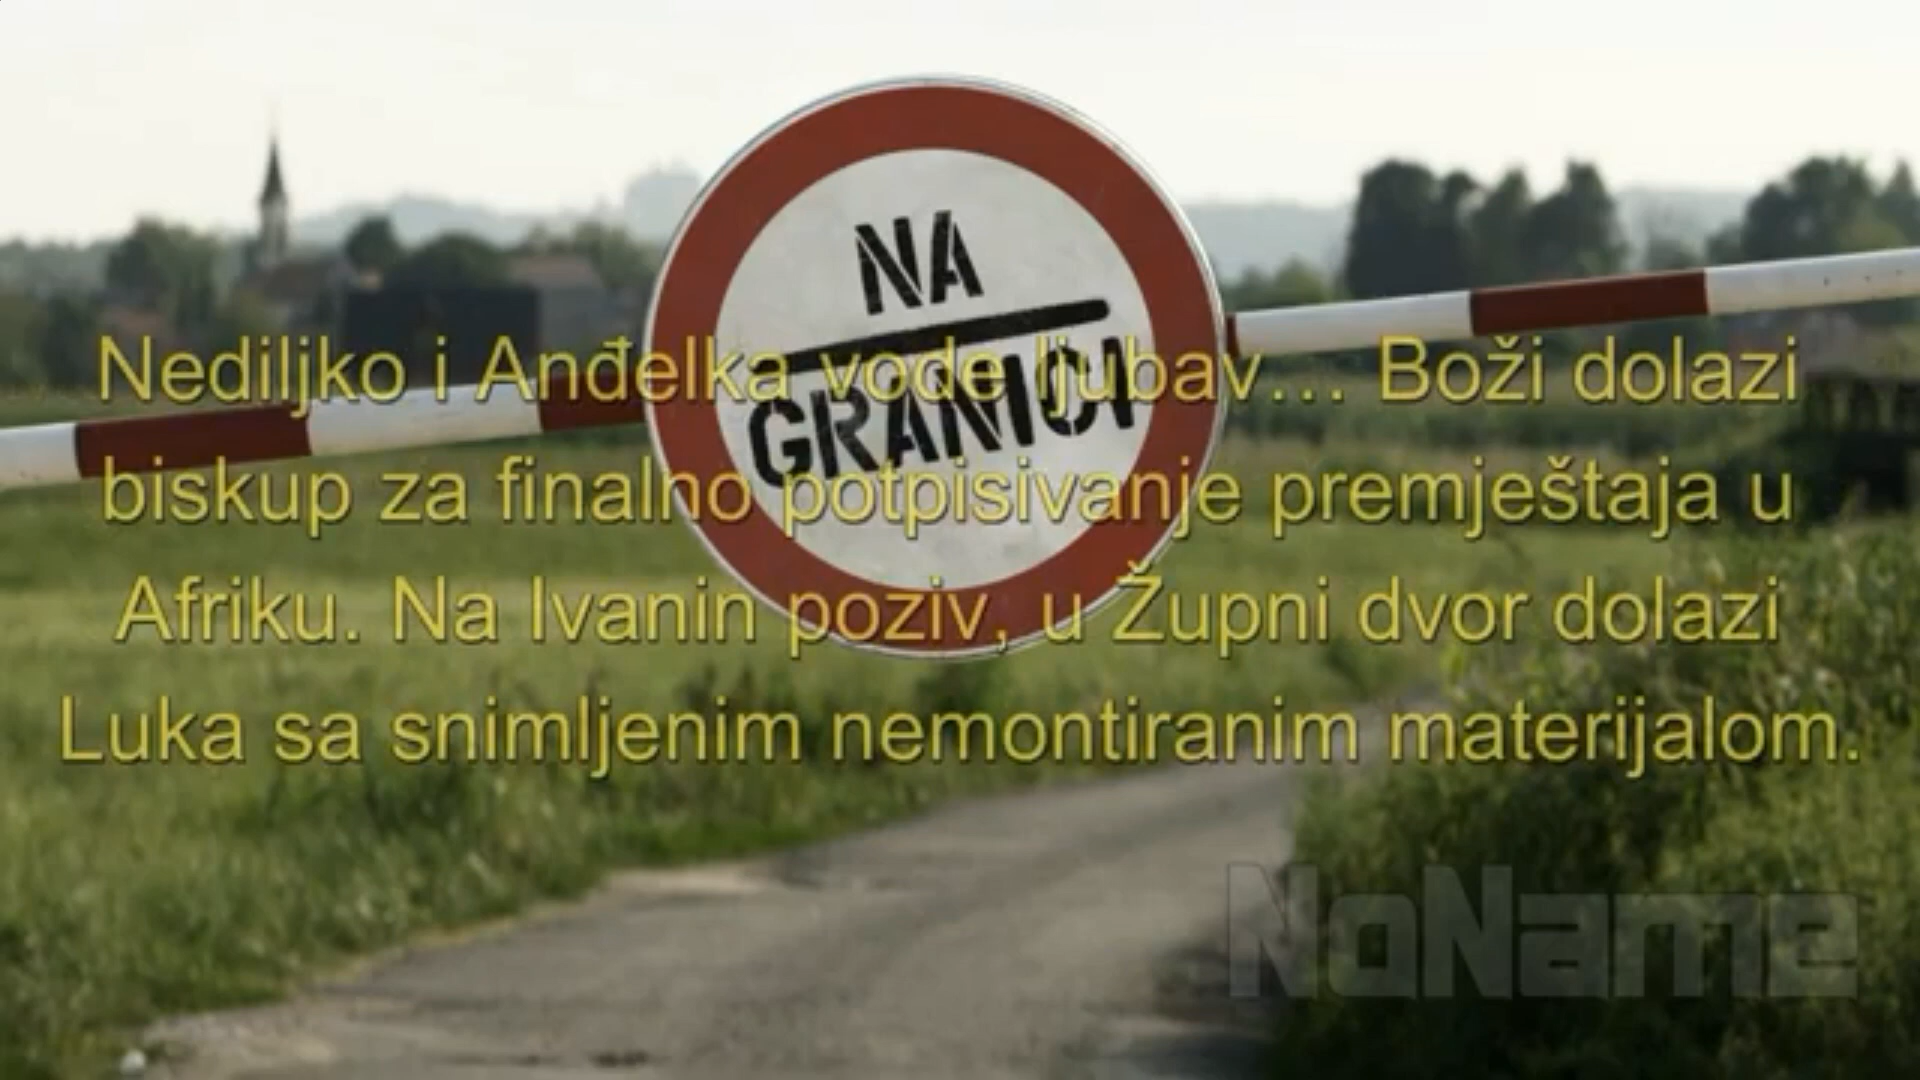 NA
GRANICI
Nediljko i Anđelka vode ljubav... Boži dolazi
biskup za finalno potpisivanje premještaja u
Afriku. Na Ivanin poziv, u Župni dvor dolazi
Luka sa snimljenim nemontiranim materijalom.
NoName